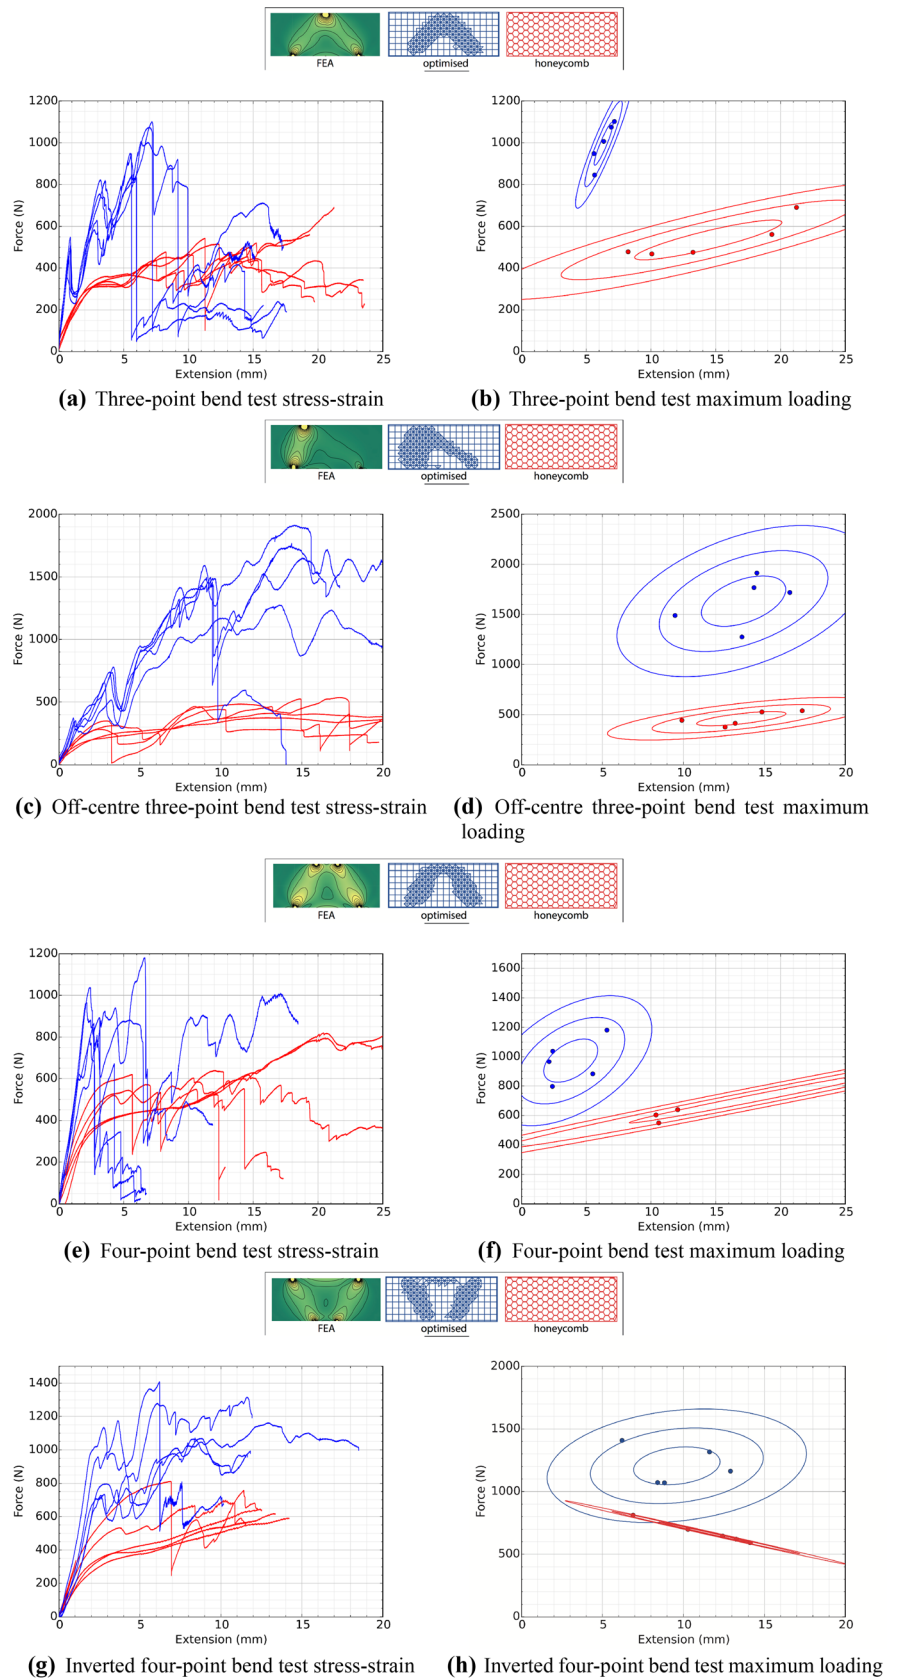 FEA optimised honeycomb
1200
1000
800
600
400
200
0
Force (N)
0 5 10 15 20 25
Extension (mm)
1200
1000
800
600
400
200
0
Force (N)
0 5 10 15 20 25
Extension (mm)
(a) Three-point bend test stress-strain
(b) Three-point bend test maximum loading
FEA optimised honeycomb
2000
1500
1000
500
0
Force (N)
0 5 10 15 20
Extension (mm)
2500
2000
1500
1000
500
0
Force (N)
0 5 10 15 20
Extension (mm)
(c) Off-centre three-point bend test stress-strain
(d) Off-centre three-point bend test maximum
loading
FEA optimised honeycomb
1200
1000
800
600
400
200
0
Force (N)
0 5 10 15 20 25
Extension (mm)
1600
1400
1200
1000
800
600
400
200
0
Force (N)
0 5 10 15 20 25
Extension (mm)
(e) Four-point bend test stress-strain
(f) Four-point bend test maximum loading
FEA optimised honeycomb
1400
1200
1000
800
600
400
200
0
Force (N)
0 5 10 15 20
Extension (mm)
2000
1500
1000
500
0
Force (N)
0 5 10 15 20
Extension (mm)
(g) Inverted four-point bend test stress-strain
(h) Inverted four-point bend test maximum loading